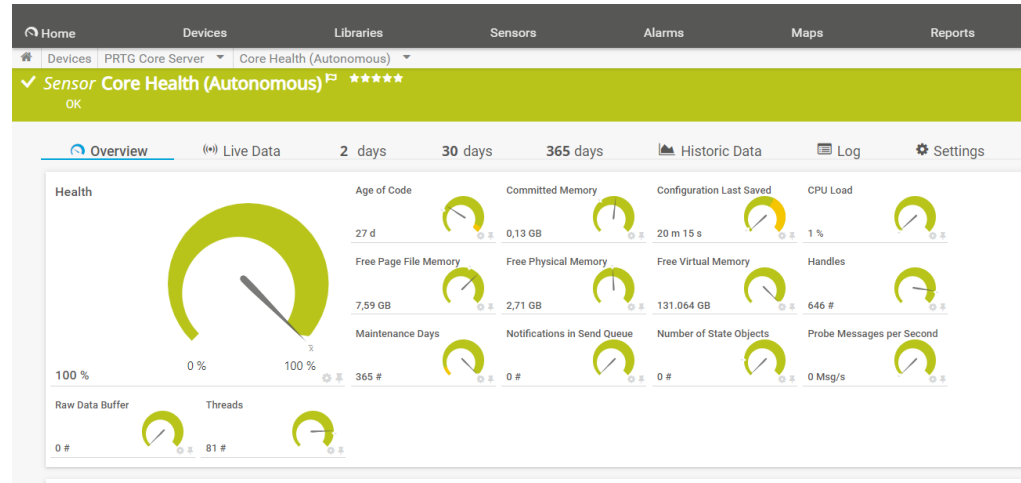 Home Devices Libraries Sensors Alarms Maps Reports
Devices PRTG Core Server Core Health (Autonomous)
Sensor Core Health (Autonomous)
OK
Overview Live Data 2 days 30 days 365 days Historic Data Log Settings
Health
0 % 100 %
100 %
Age of Code
27 d
Committed Memory
0,13 GB
Configuration Last Saved
20 m 15 s
CPU Load
1 %
Free Page File Memory
7,59 GB
Free Physical Memory
2,71 GB
Free Virtual Memory
131.064 GB
Handles
646 #
Maintenance Days
365 #
Notifications in Send Queue
0 #
Number of State Objects
0 #
Probe Messages per Second
0 Msg/s
Raw Data Buffer
0 #
Threads
81 #